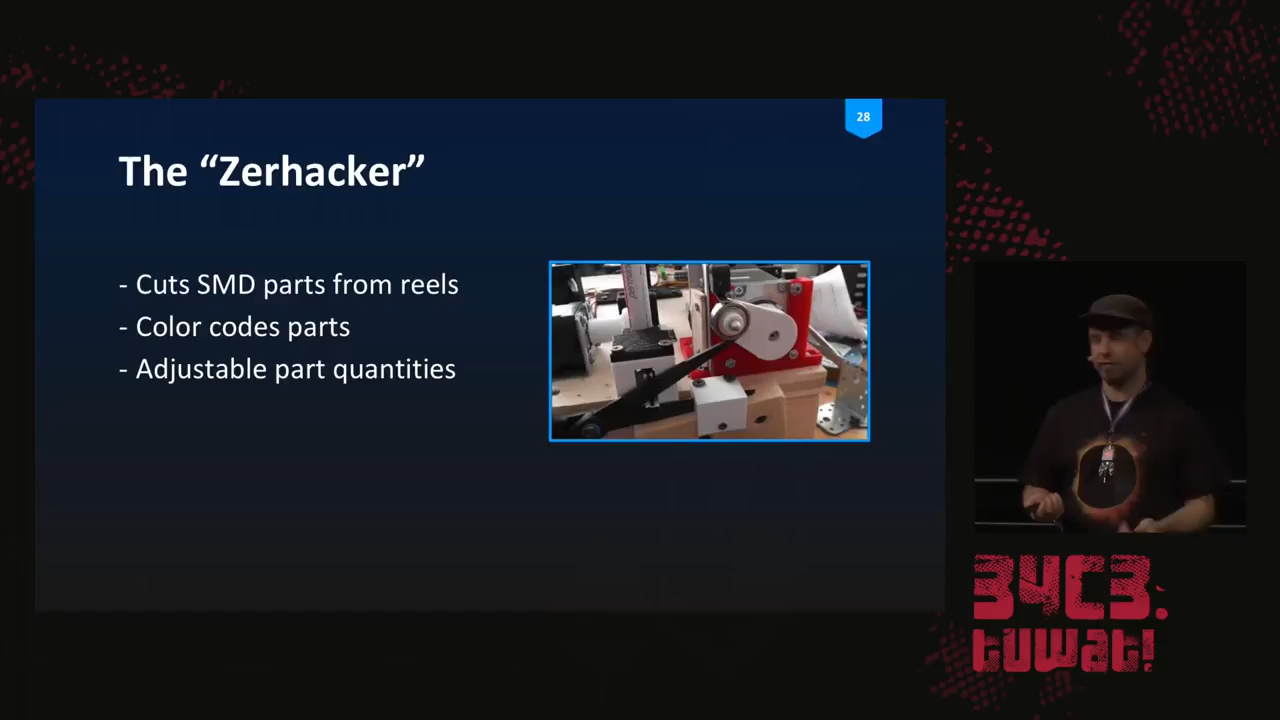 28
The “Zerhacker”
- Cuts SMD parts from reels
- Color codes parts
- Adjustable part quantities
34C3.
tuwat!